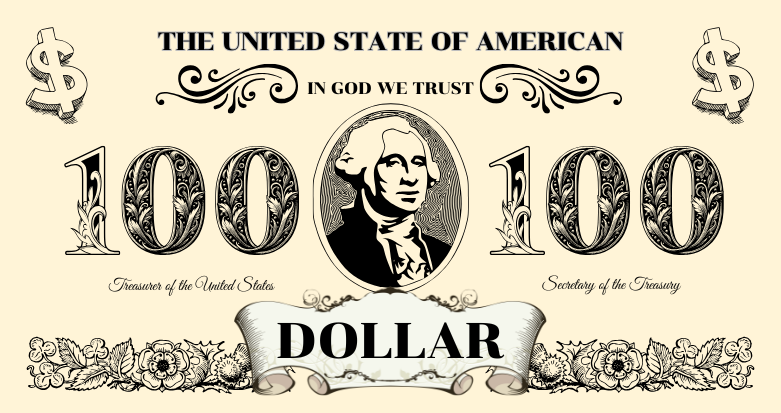 THE UNITED STATE OF AMERICAN
IN GOD WE TRUST
$ $
100 100
Treasurer of the United States
Secretary of the Treasury
DOLLAR